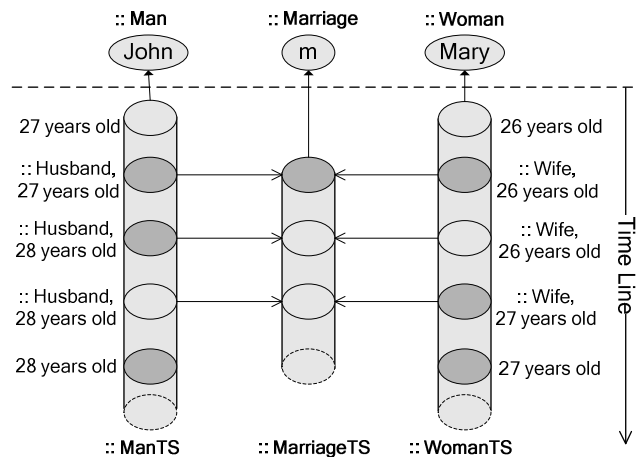 :: Man
:: Marriage
:: Woman
John
m
Mary
27 years old
26 years old
:: Husband,
27 years old
:: Wife,
26 years old
:: Husband,
28 years old
:: Wife,
26 years old
:: Husband,
28 years old
:: Wife,
27 years old
28 years old
27 years old
Time Line
:: ManTS
:: MarriageTS
:: WomanTS